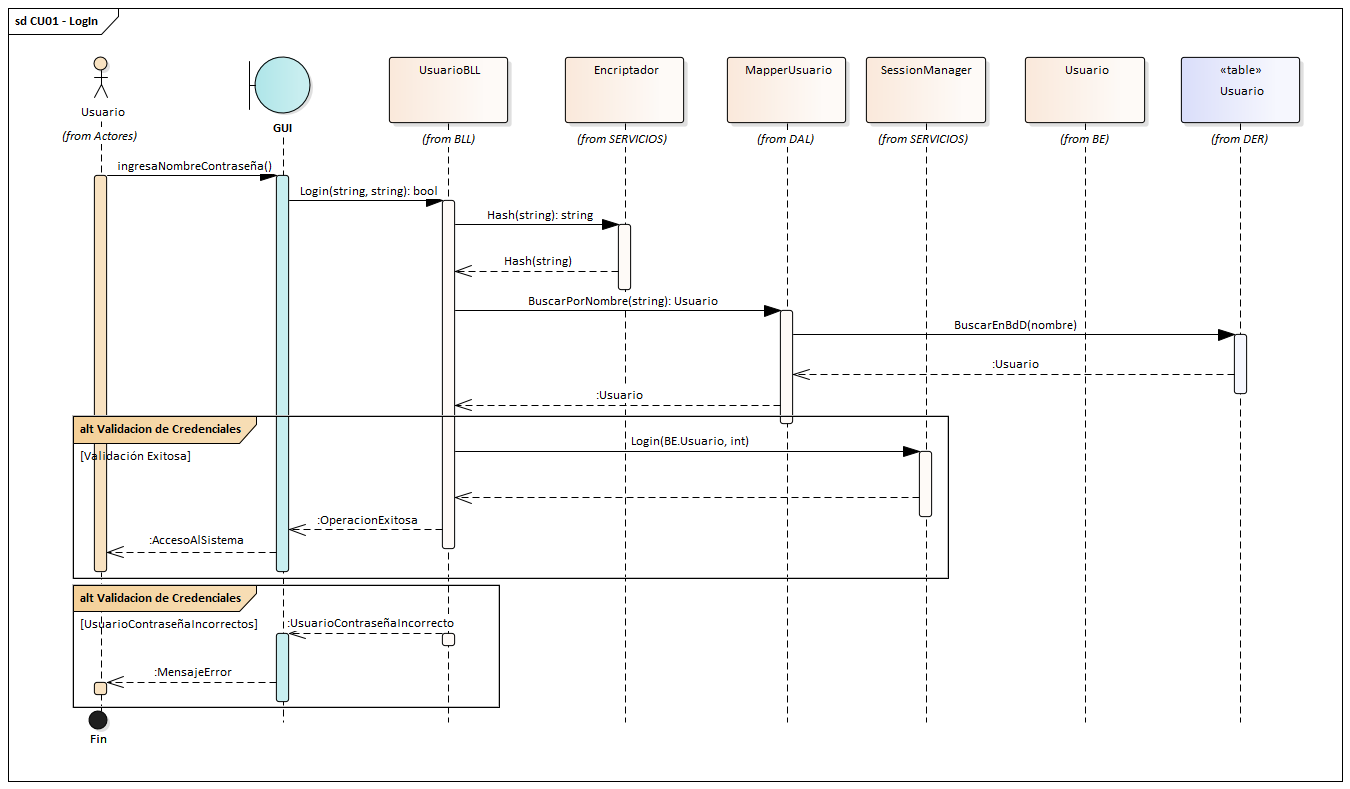 sd CU01 - LogIn
Usuario
(from Actores)
GUI
UsuarioBLL
(from BLL)
Encriptador
(from SERVICIOS)
MapperUsuario
(from DAL)
SessionManager
(from SERVICIOS)
Usuario
(from BE)
«table»
Usuario
(from DER)
ingresaNombreContraseña()
Login(string, string): bool
Hash(string): string
Hash(string)
BuscarPorNombre(string): Usuario
BuscarEnBdD(nombre)
:Usuario
:Usuario
alt Validacion de Credenciales
[Validación Exitosa]
Login(BE.Usuario, int)
:OperacionExitosa
:AccesoAlSistema
alt Validacion de Credenciales
[UsuarioContraseñaIncorrectos]
:UsuarioContraseñaIncorrecto
:MensajeError
Fin